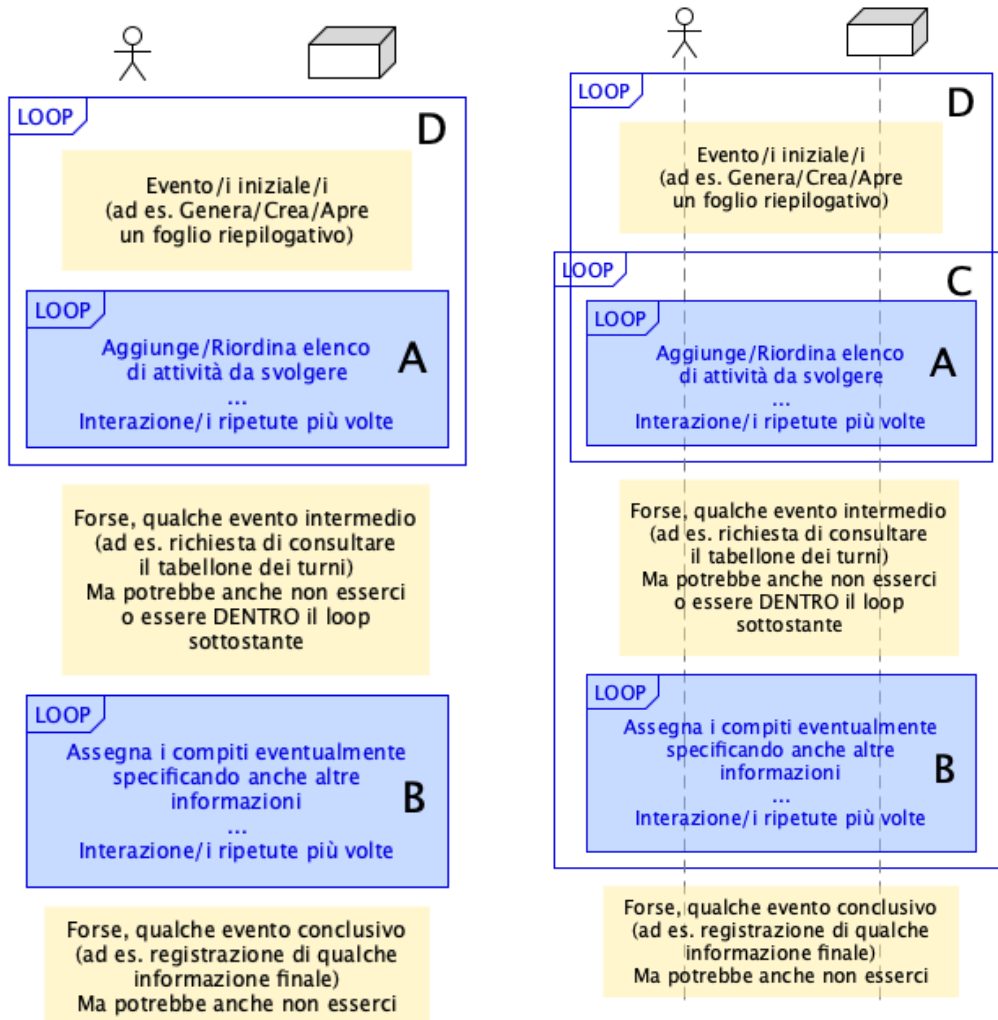 LOOP
D
Evento/i iniziale/i
(ad es. Genera/Crea/Apre
un foglio riepilogativo)
LOOP
Aggiunge/Riordina elenco
di attività da svolgere
...
Interazione/i ripetute più volte
A
Forse, qualche evento intermedio
(ad es. richiesta di consultare
il tabellone dei turni)
Ma potrebbe anche non esserci
o essere DENTRO il loop
sottostante
LOOP
Assegna i compiti eventualmente
specificando anche altre
informazioni
...
Interazione/i ripetute più volte
B
Forse, qualche evento conclusivo
(ad es. registrazione di qualche
informazione finale)
Ma potrebbe anche non esserci
LOOP
D
Evento/i iniziale/i
(ad es. Genera/Crea/Apre
un foglio riepilogativo)
LOOP
C
LOOP
Aggiunge/Riordina elenco
di attività da svolgere
...
Interazione/i ripetute più volte
A
Forse, qualche evento intermedio
(ad es. richiesta di consultare
il tabellone dei turni)
Ma potrebbe anche non esserci
o essere DENTRO il loop
sottostante
LOOP
Assegna i compiti eventualmente
specificando anche altre
informazioni
...
Interazione/i ripetute più volte
B
Forse, qualche evento conclusivo
(ad es. registrazione di qualche
informazione finale)
Ma potrebbe anche non esserci